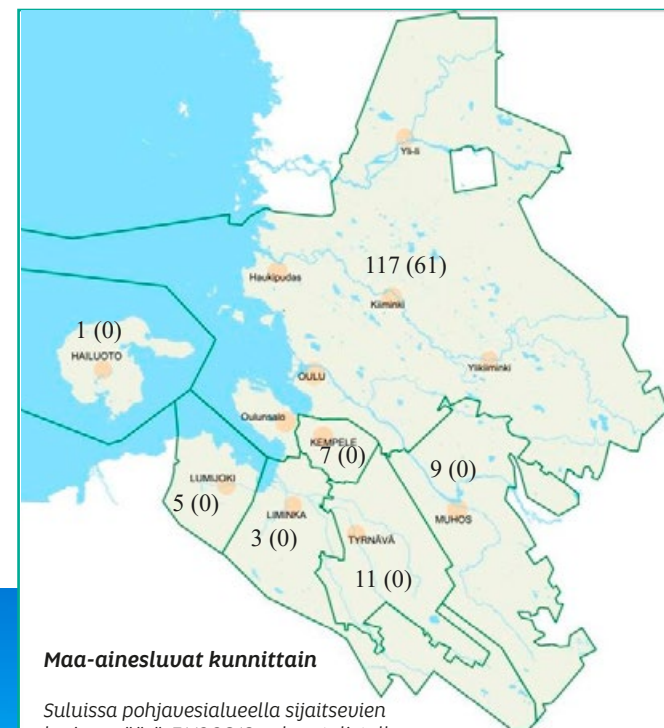 Yli-Ii
Haukipudas
117 (61)
Kiiminki
1 (0)
HAILUOTO
Ylikiiminki
OULU
Oulunsalo
KEMPELE
7 (0)
9 (0)
LUMIJOKI
5 (0)
LIMINKA
3 (0)
MUHOS
TYRNÄVÄ
11 (0)
Maa-ainesluvat kunnittain
Suluissa pohjavesialueella sijaitsevien